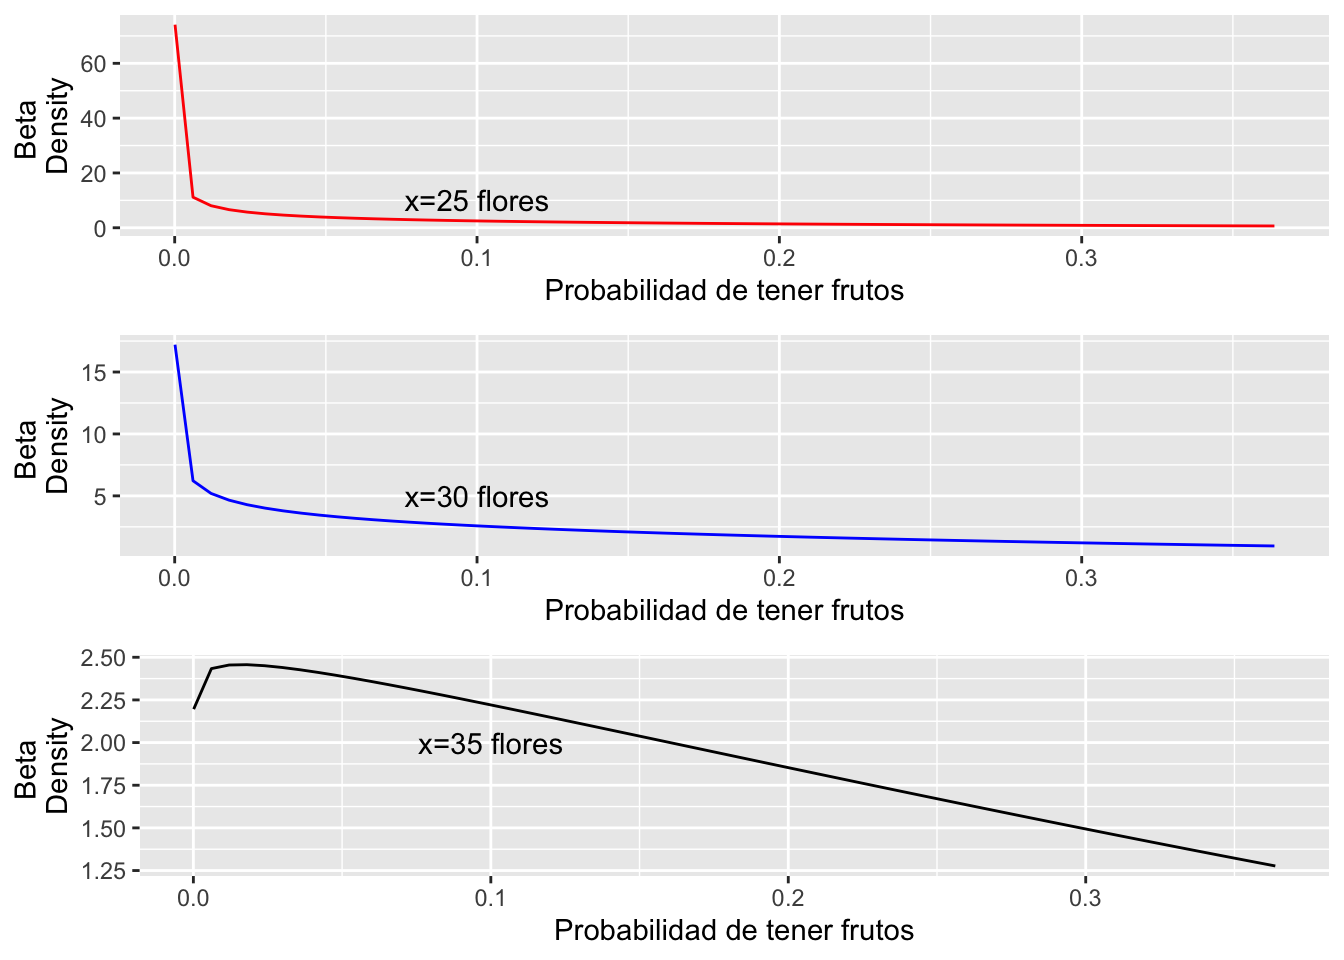 Beta
Density
60
40
20
0
x=25 flores
0.0 0.1 0.2 0.3
Probabilidad de tener frutos
Beta
Density
15
10
5
x=30 flores
0.0 0.1 0.2 0.3
Probabilidad de tener frutos
Beta
Density
2.50
2.25
2.00
1.75
1.50
1.25
x=35 flores
0.0 0.1 0.2 0.3
Probabilidad de tener frutos